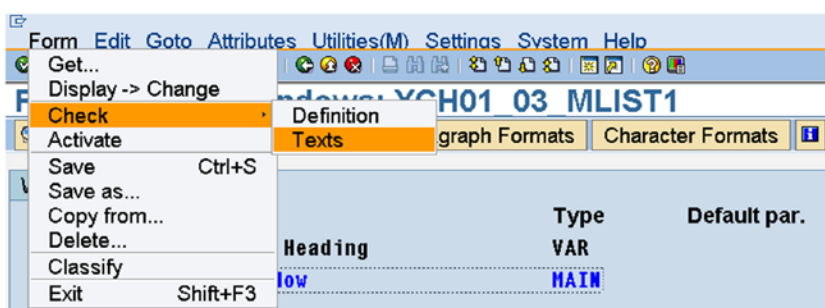 Form Edit Goto Attributes Utilities(M) Settings System Help
Get...
Display -> Change
Check
Definition
Activate
Texts
Save Ctrl+S
Save as...
Copy from...
Delete...
Classify
Exit Shift+F3
YCH01_03_MLIST1
Formats Character Formats
Type Default par.
Heading VAR
MAIN